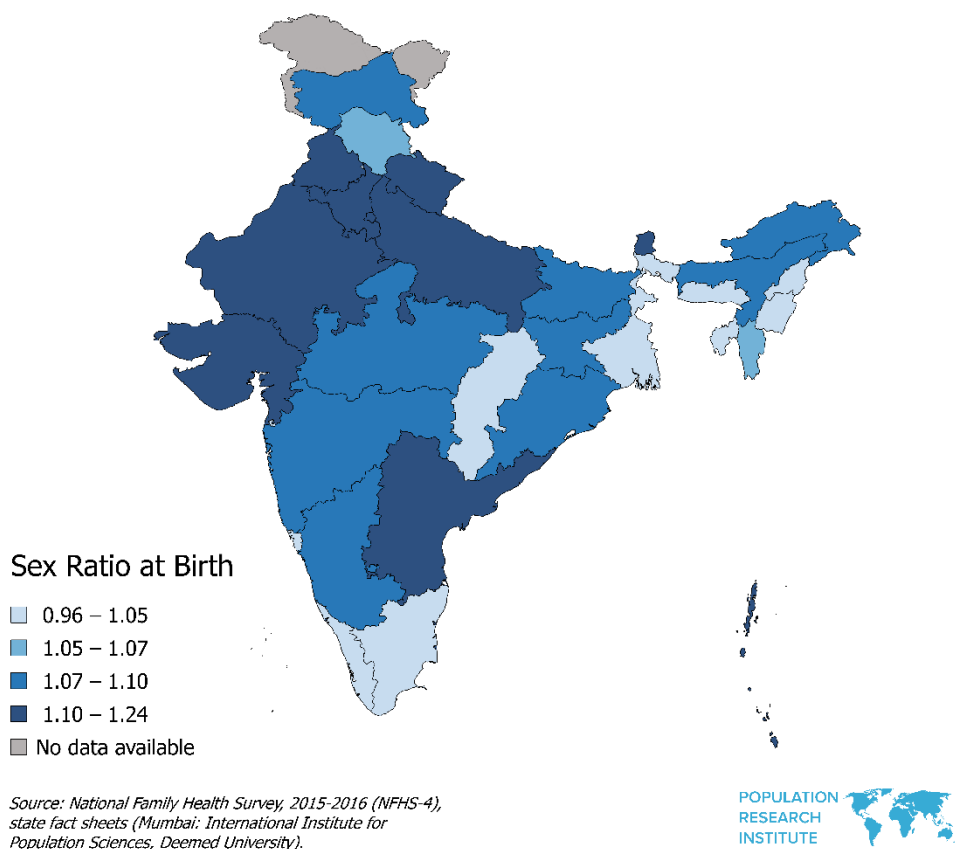 Sex Ratio at Birth
0.96 – 1.05
1.05 – 1.07
1.07 – 1.10
1.10 – 1.24
No data available
Source: National Family Health Survey, 2015-2016 (NFHS-4),
state fact sheets (Mumbai: International Institute for
Population Sciences, Deemed University).
POPULATION
RESEARCH
INSTITUTE